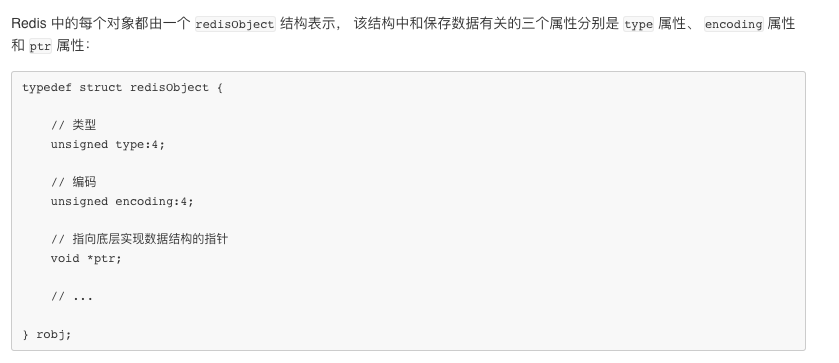 Redis 中的每个对象都由一个 redisObject 结构表示， 该结构中和保存数据有关的三个属性分别是 type 属性、 encoding 属性
和 ptr 属性：
typedef struct redisObject {
// 类型
unsigned type:4;
// 编码
unsigned encoding:4;
// 指向底层实现数据结构的指针
void *ptr;
// ...
} robj;